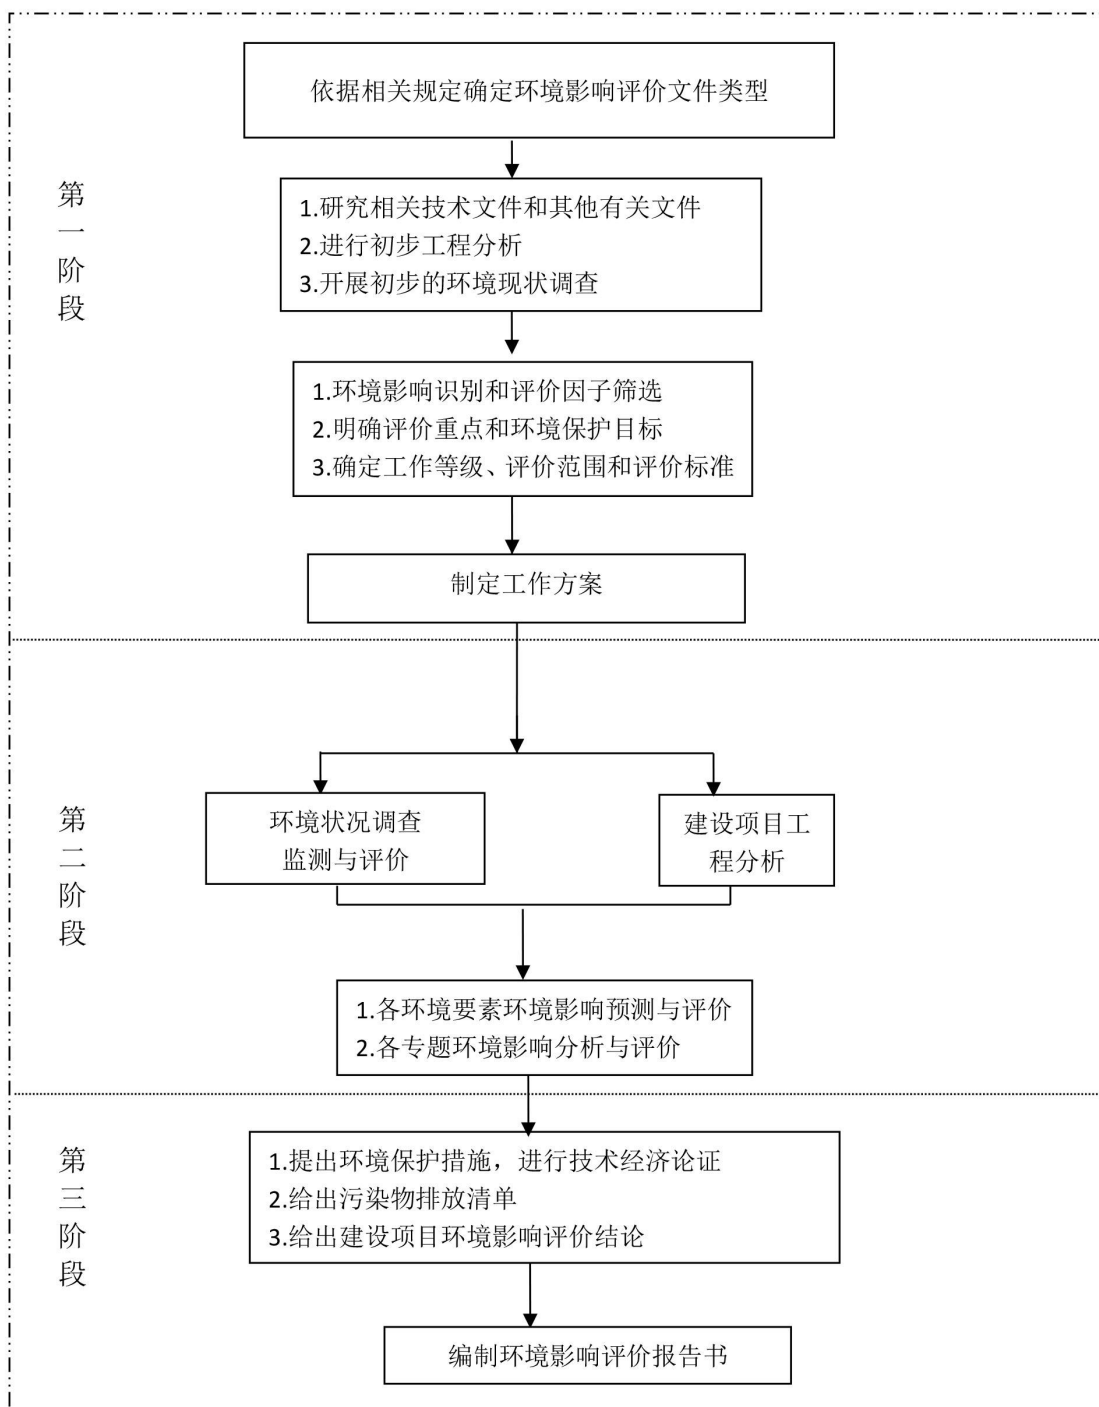 依据相关规定确定环境影响评价文件类型
第一阶段
1.研究相关技术文件和其他有关文件
2.进行初步工程分析
3.开展初步的环境现状调查
1.环境影响识别和评价因子筛选
2.明确评价重点和环境保护目标
3.确定工作等级、评价范围和评价标准
制定工作方案
第二阶段
环境状况调查
监测与评价
建设项目工
程分析
1.各环境要素环境影响预测与评价
2.各专题环境影响分析与评价
第三阶段
1.提出环境保护措施，进行技术经济论证
2.给出污染物排放清单
3.给出建设项目环境影响评价结论
编制环境影响评价报告书